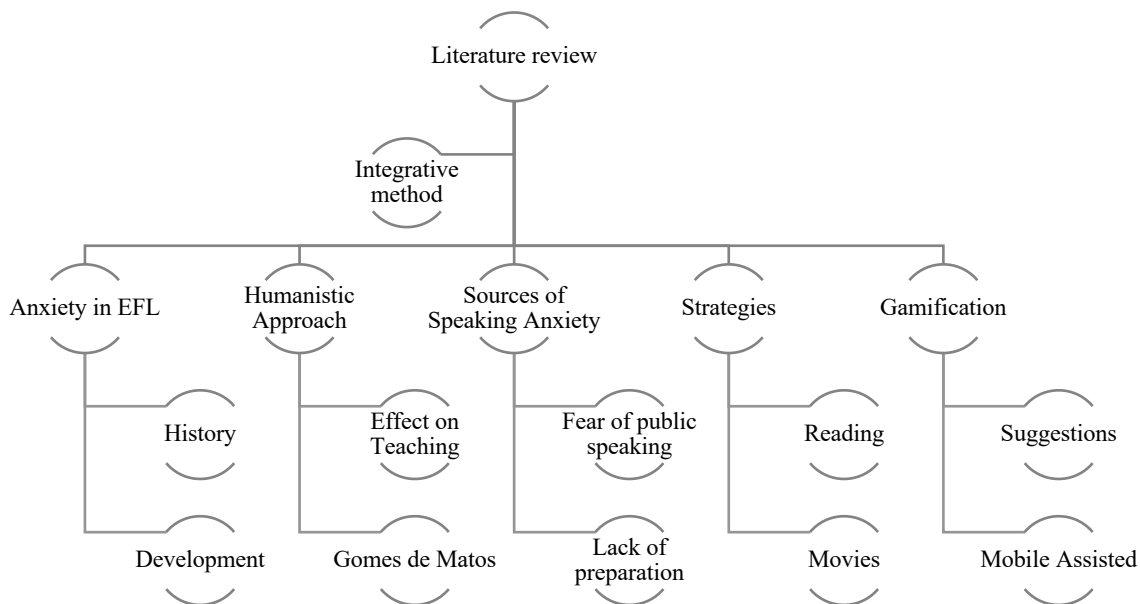 Literature review
Integrative
method
Anxiety in EFL
Humanistic
Approach
Sources of
Speaking Anxiety
Strategies
Gamification
History
Effect on
Teaching
Fear of public
speaking
Reading
Suggestions
Development
Gomes de Matos
Lack of
preparation
Movies
Mobile Assisted